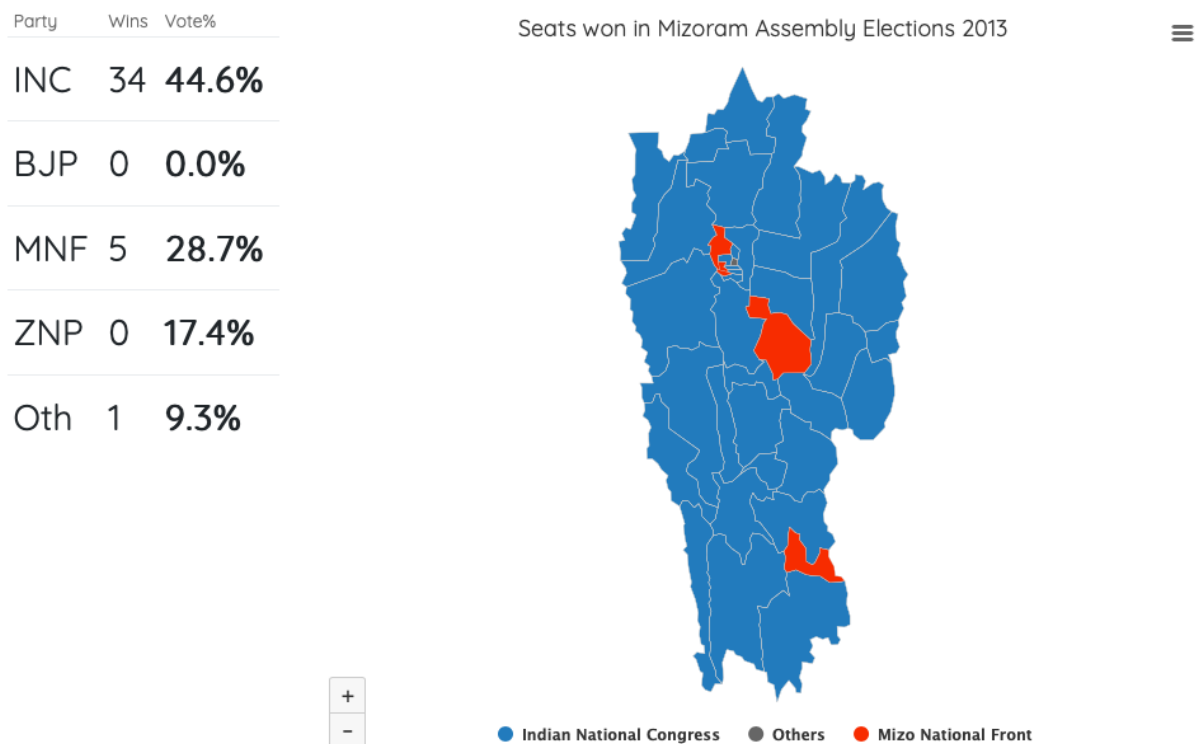 Party Wins Vote%
INC 34 44.6%
BJP 0 0.0%
MNF 5 28.7%
ZNP 0 17.4%
Oth 1 9.3%
Seats won in Mizoram Assembly Elections 2013
+
−
Indian National Congress Others Mizo National Front